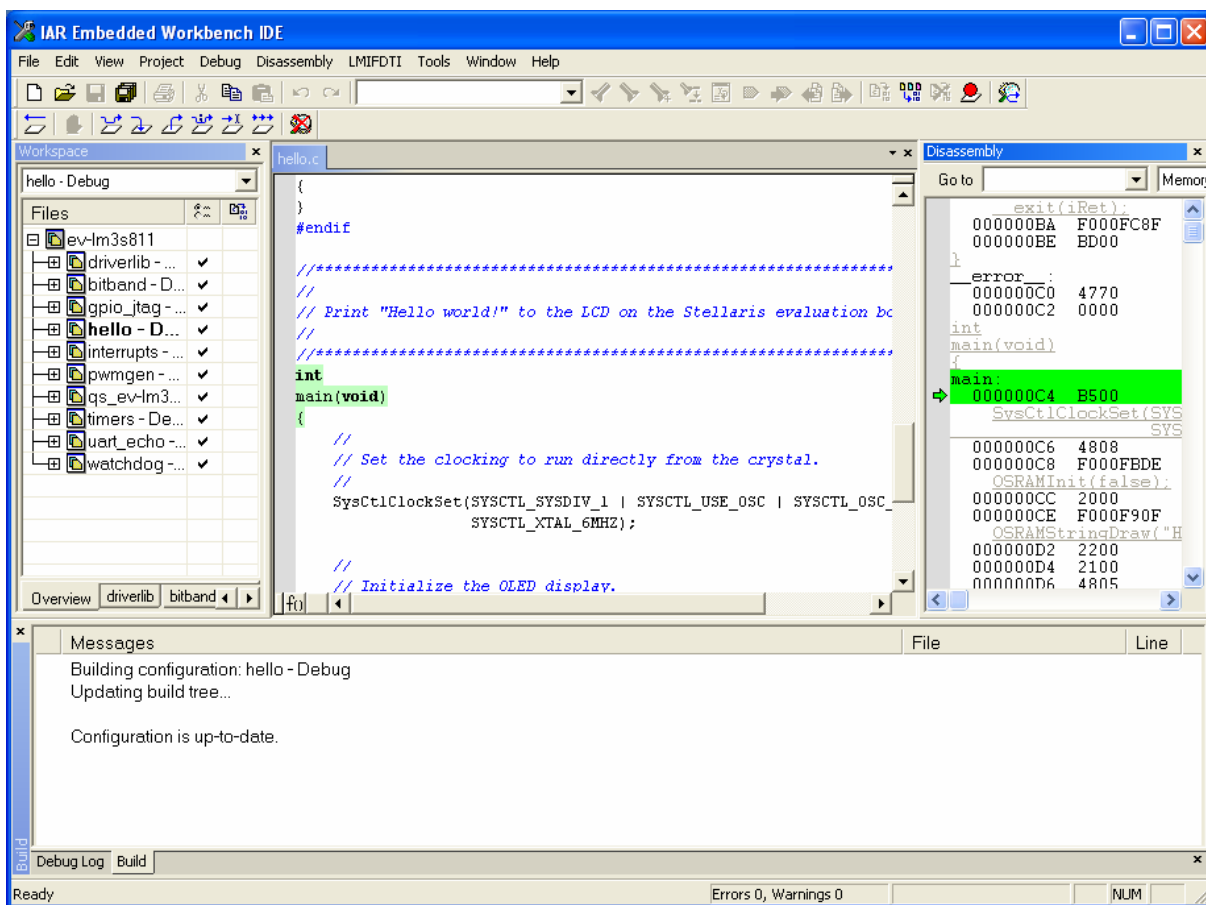 IAR Embedded Workbench IDE
File Edit View Project Debug Disassembly LMIFDTI Tools Window Help
Workspace
hello - Debug
Files
ev-lm3s811
driverlib - ...
bitband - D...
gpio_jtag - ...
hello - D...
interrupts - ...
pwmgen - ...
qs_ev-lm3...
timers - De...
uart_echo - ...
watchdog - ...
Overview driverlib bitband
hello.c
{
}
#endif
//***************************************************************
//
// Print "Hello world!" to the LCD on the Stellaris evaluation bo
//
//***************************************************************
int
main(void)
{
//
// Set the clocking to run directly from the crystal.
//
SysCtlClockSet(SYSCTL_SYSDIV_1 | SYSCTL_USE_OSC | SYSCTL_OSC_
SYSCTL_XTAL_6MHZ);
//
// Initialize the OLED display.
f()
Disassembly
Go to Memor
exit(iRet);
000000BA F000FC8F
000000BE BD00
}
__error__:
000000C0 4770
000000C2 0000
int
main(void)
{
main:
000000C4 B500
SysCtlClockSet(SYS
SYS
000000C6 4808
000000C8 F000FBDE
OSRAMInit(false);
000000CC 2000
000000CE F000F90F
OSRAMStringDraw("H
000000D2 2200
000000D4 2100
000000D6 4805
Messages File Line
Building configuration: hello - Debug
Updating build tree...
Configuration is up-to-date.
Build
Debug Log Build
Ready Errors 0, Warnings 0 NUM